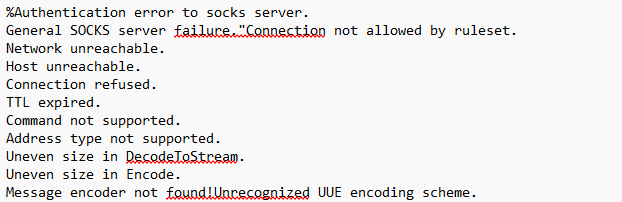 %Authentication error to socks server.
General SOCKS server failure."Connection not allowed by ruleset.
Network unreachable.
Host unreachable.
Connection refused.
TTL expired.
Command not supported.
Address type not supported.
Uneven size in DecodeToStream.
Uneven size in Encode.
Message encoder not found!Unrecognized UUE encoding scheme.